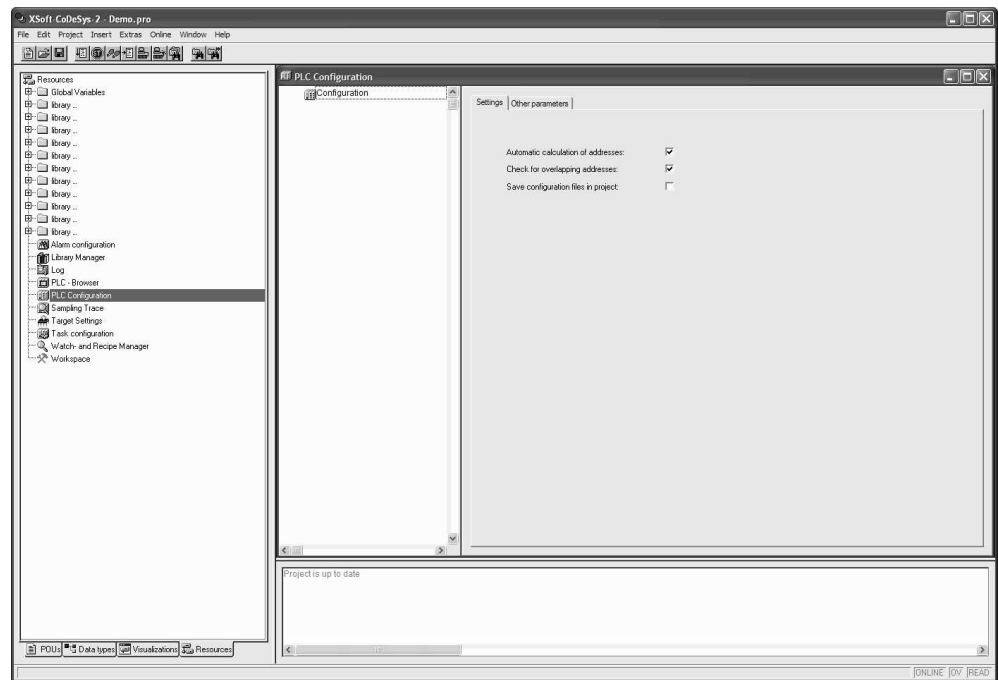 XSoft-CoDeSys-2 - Demo.pro
File Edit Project Insert Extras Online Window Help
Resources
Global Variables
library ..
library ..
library ..
library ..
library ..
library ..
library ..
library ..
library ..
library ..
library ..
Alarm configuration
Library Manager
Log
PLC - Browser
PLC Configuration
Sampling Trace
Target Settings
Task configuration
Watch- and Recipe Manager
Workspace
POUs Data types Visualizations Resources
PLC Configuration
Configuration
Settings Other parameters
Automatic calculation of addresses:
Check for overlapping addresses:
Save configuration files in project:
Project is up to date
ONLINE OV READ